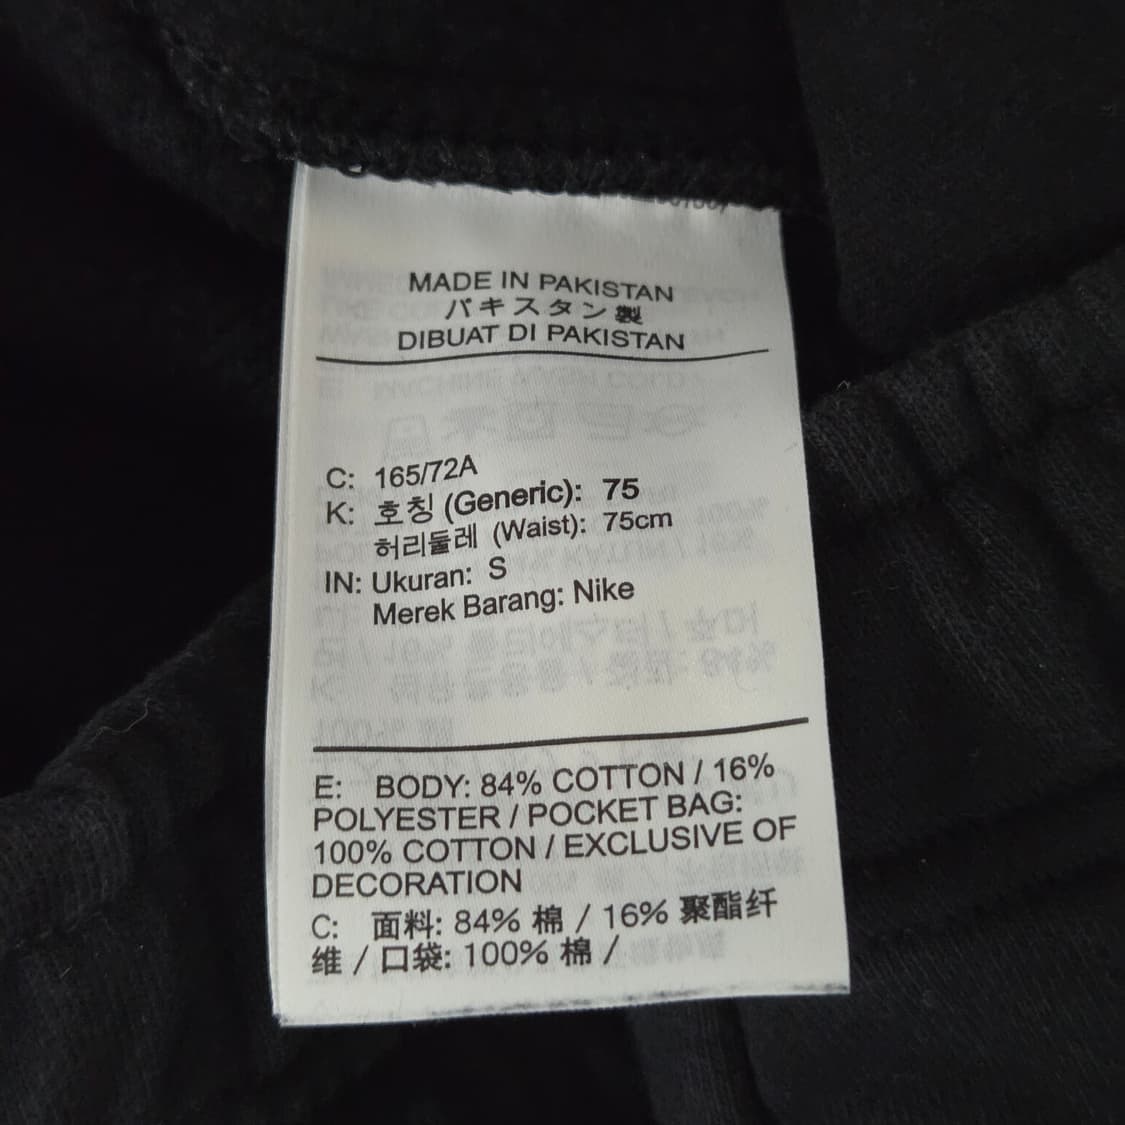 MADE IN PAKISTAN
パキスタン製
DIBUAT DI PAKISTAN
C: 165/72A
K: 호칭 (Generic): 75
허리둘레 (Waist): 75cm
IN: Ukuran: S
Merek Barang: Nike
E: BODY: 84% COTTON / 16%
POLYESTER / POCKET BAG:
100% COTTON / EXCLUSIVE OF
DECORATION
C: 面料: 84% 棉 / 16% 聚酯纤
维 / 口袋: 100% 棉 /